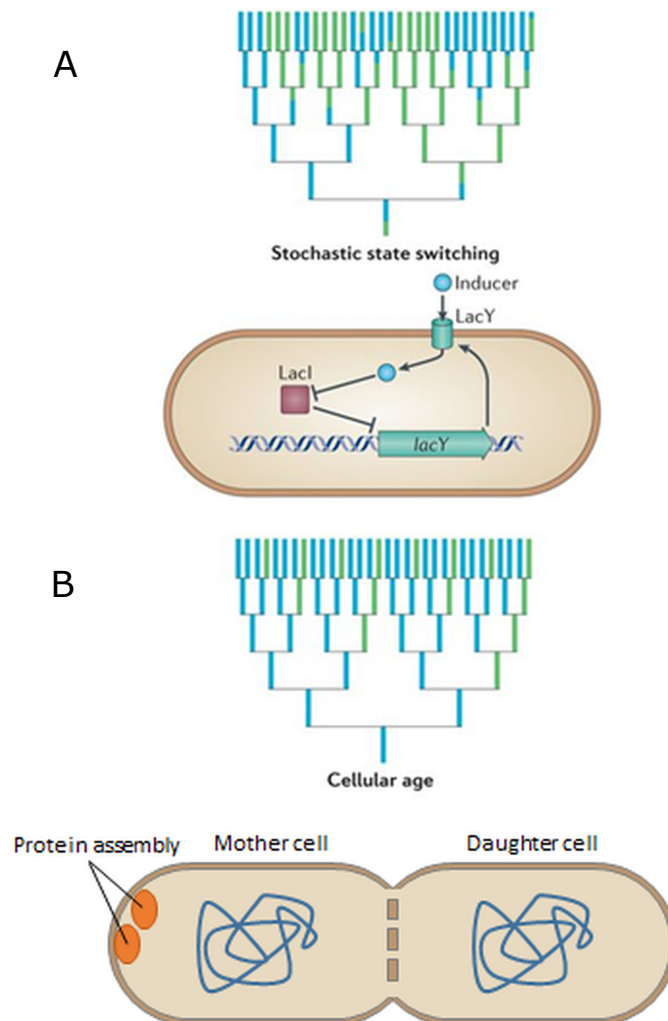 A
Stochastic state switching
Inducer
LacY
LacI
lacY
B
Cellular age
Protein assembly
Mother cell
Daughter cell